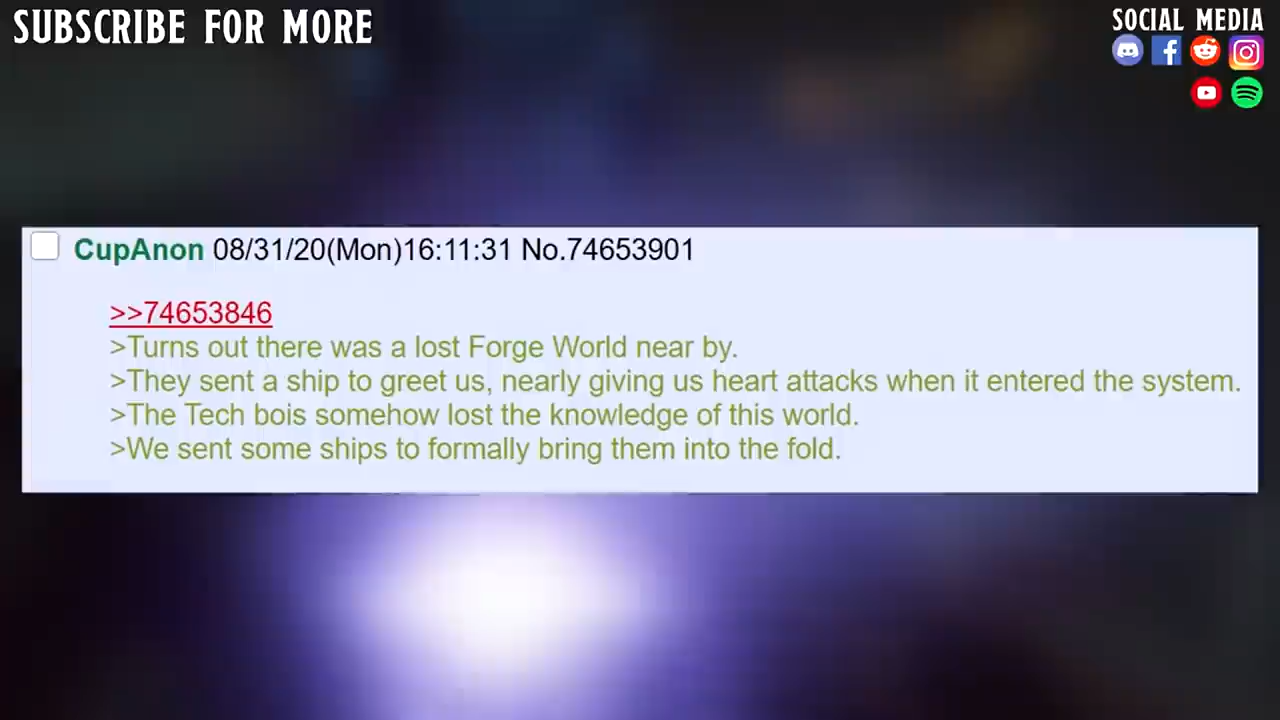 SUBSCRIBE FOR MORE
SOCIAL MEDIA
CupAnon 08/31/20(Mon)16:11:31 No.74653901
>>74653846
>Turns out there was a lost Forge World near by.
>They sent a ship to greet us, nearly giving us heart attacks when it entered the system.
>The Tech bois somehow lost the knowledge of this world.
>We sent some ships to formally bring them into the fold.